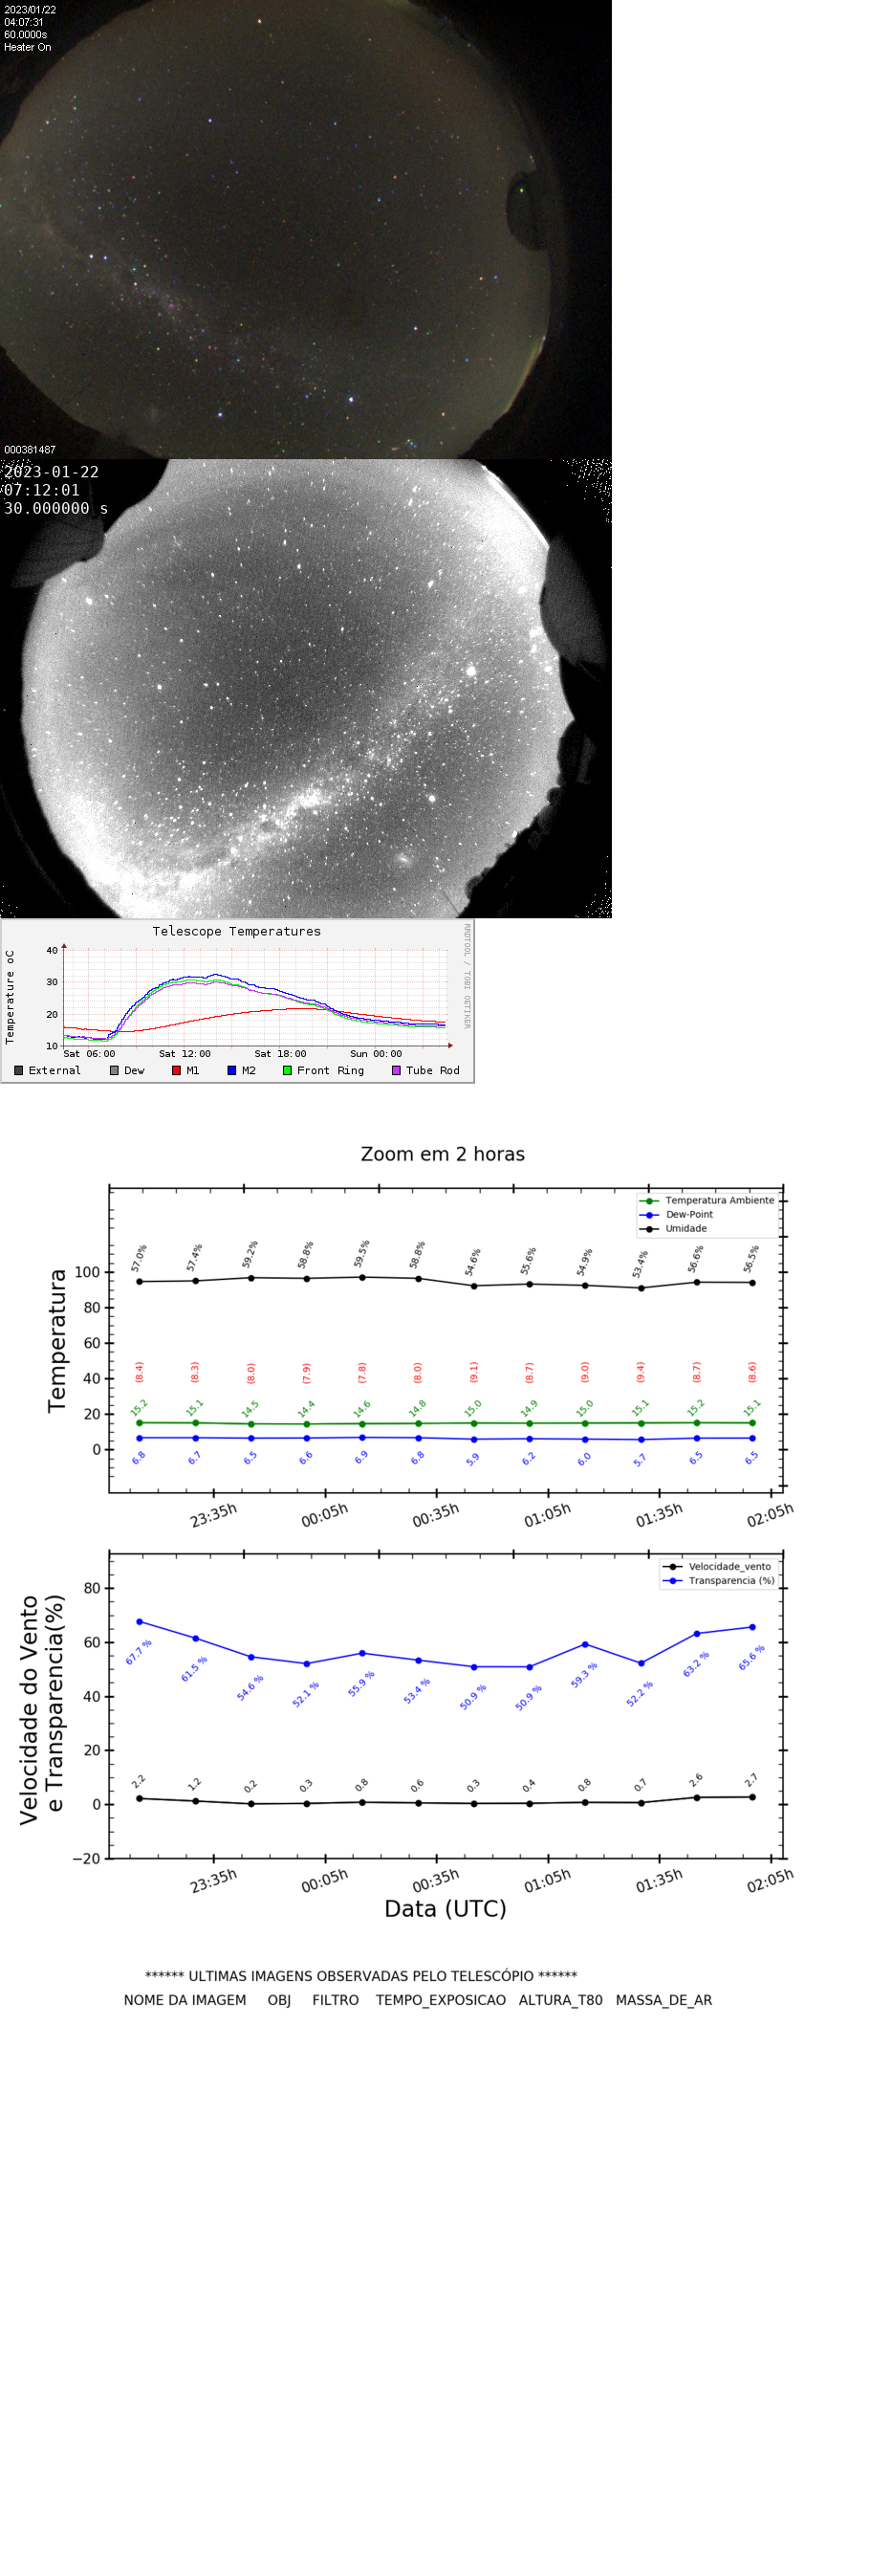 2023/01/22
04:07:31
60.0000s
Heater On
000381487
2023-01-22
07:12:01
30.000000 s
Telescope Temperatures
RRDTOOL / TOBI OETIKER
Temperature oC
40
30
20
10
Sat 06:00 Sat 12:00 Sat 18:00 Sun 00:00
External Dew M1 M2 Front Ring Tube Rod
Zoom em 2 horas
Temperatura Ambiente
Dew-Point
Umidade
Temperatura
100
80
60
40
20
0
57.0% 57.4% 59.2% 58.8% 59.5% 58.8% 54.6% 55.6% 54.9% 53.4% 56.6% 56.5%
(8.4) (8.3) (8.0) (7.9) (7.8) (8.0) (9.1) (8.7) (9.0) (9.4) (8.7) (8.6)
15.2 15.1 14.5 14.4 14.6 14.8 15.0 14.9 15.0 15.1 15.2 15.1
6.8 6.7 6.5 6.6 6.9 6.8 5.9 6.2 6.0 5.7 6.5 6.5
23:35h 00:05h 00:35h 01:05h 01:35h 02:05h
Velocidade_vento
Transparencia (%)
Velocidade do Vento
e Transparencia(%)
80
60
40
20
0
−20
67.7 % 61.5 % 54.6 % 52.1 % 55.9 % 53.4 % 50.9 % 50.9 % 59.3 % 52.2 % 63.2 % 65.6 %
2.2 1.2 0.2 0.3 0.8 0.6 0.3 0.4 0.8 0.7 2.6 2.7
23:35h 00:05h 00:35h 01:05h 01:35h 02:05h
Data (UTC)
****** ULTIMAS IMAGENS OBSERVADAS PELO TELESCÓPIO ******
NOME DA IMAGEM OBJ FILTRO TEMPO_EXPOSICAO ALTURA_T80 MASSA_DE_AR